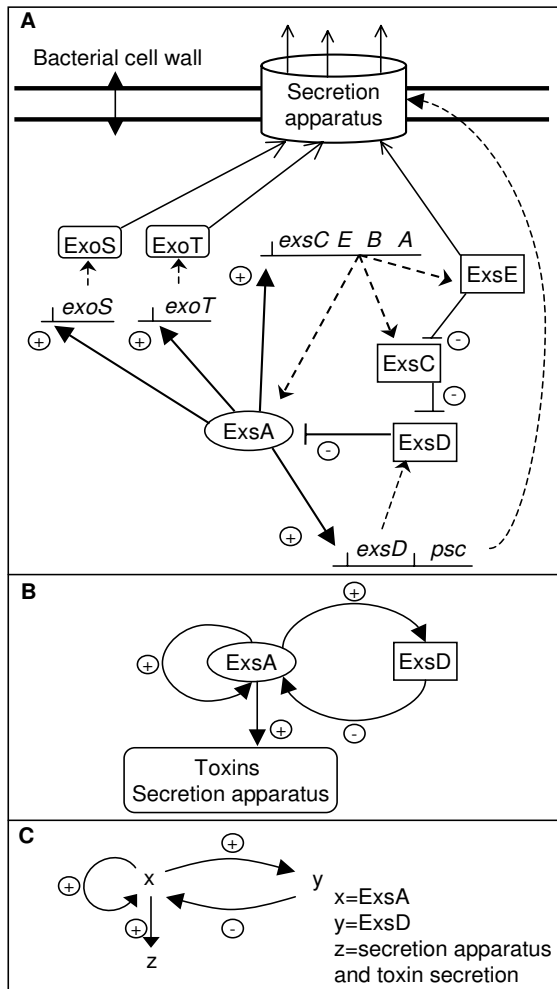 A
Bacterial cell wall
Secretion
apparatus
ExoS
ExoT
exsC E B A
ExsE
+
exoS
exoT
+
+
-
ExsC
-
ExsA
ExsD
-
+
exsD psc
B
+
ExsA
ExsD
+
+
-
Toxins
Secretion apparatus
C
+
x
y
+
+
-
z
x=ExsA
y=ExsD
z=secretion apparatus
and toxin secretion